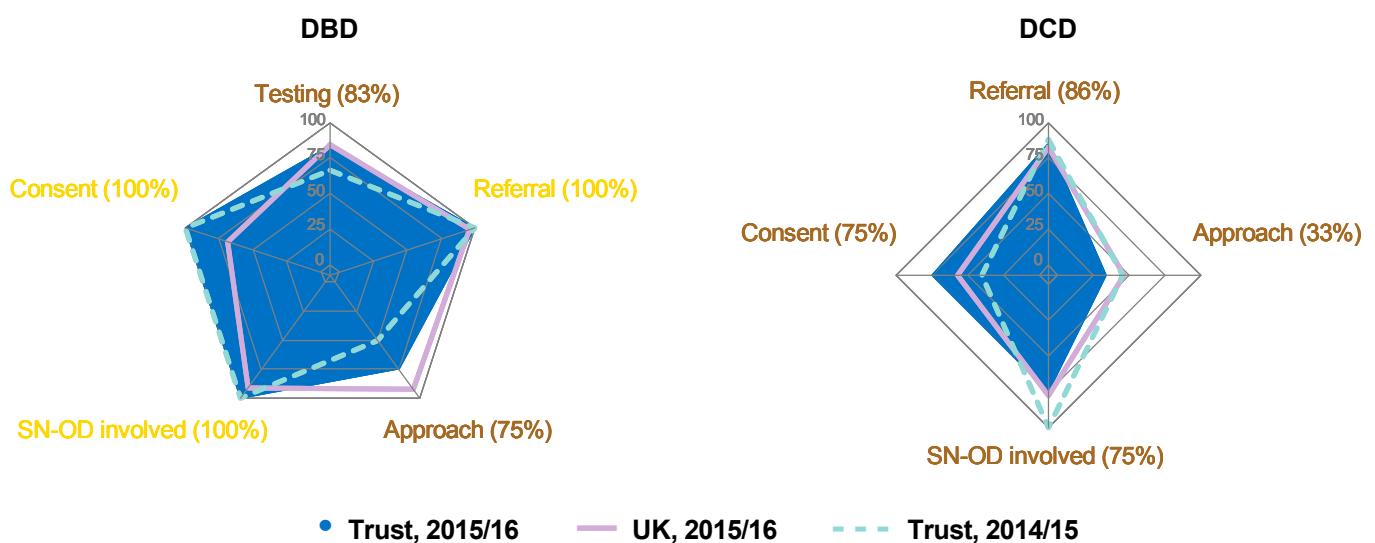 DBD
Testing (83%)
100
75
50
25
0
Consent (100%)
Referral (100%)
SN-OD involved (100%)
Approach (75%)
DCD
Referral (86%)
100
75
50
25
0
Consent (75%)
Approach (33%)
SN-OD involved (75%)
Trust, 2015/16
UK, 2015/16
Trust, 2014/15